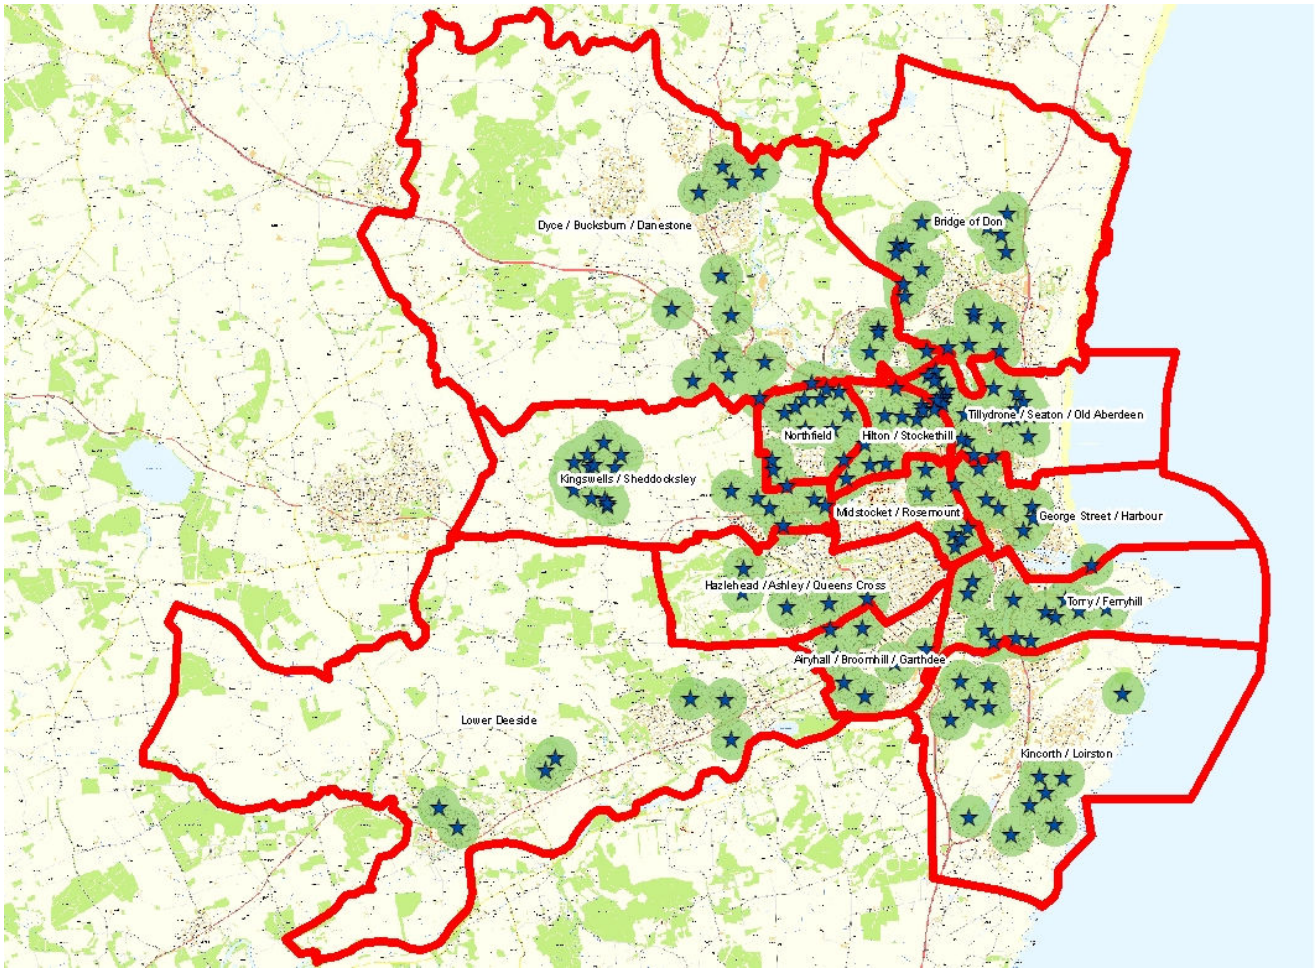 Dyce / Bucksburn / Danestone
Bridge of Don
Tillydrone / Seaton / Old Aberdeen
Northfield
Hilton / Stockethill
Kingswells / Sheddocksley
Midstocket / Rosemount
George Street / Harbour
Hazlehead / Ashley / Queens Cross
Torry / Ferryhill
Airyhall / Broomhill / Garthdee
Lower Deeside
Kincorth / Loirston